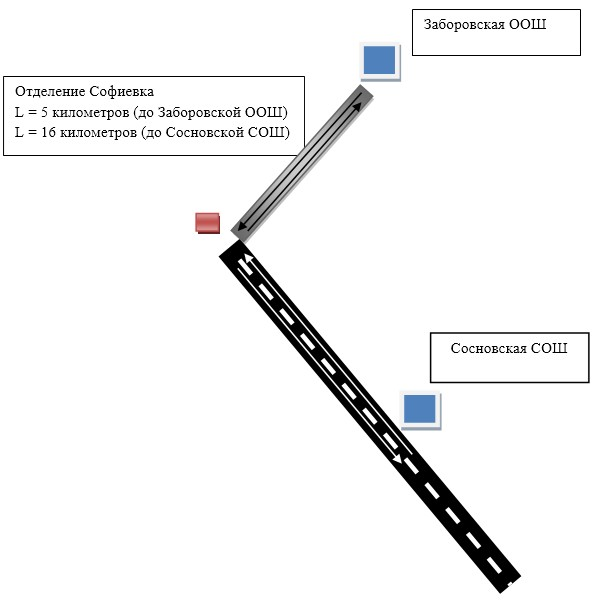 Заборовская ООШ
Отделение Софиевка
L = 5 километров (до Заборовской ООШ)
L = 16 километров (до Сосновской СОШ)
Сосновская СОШ